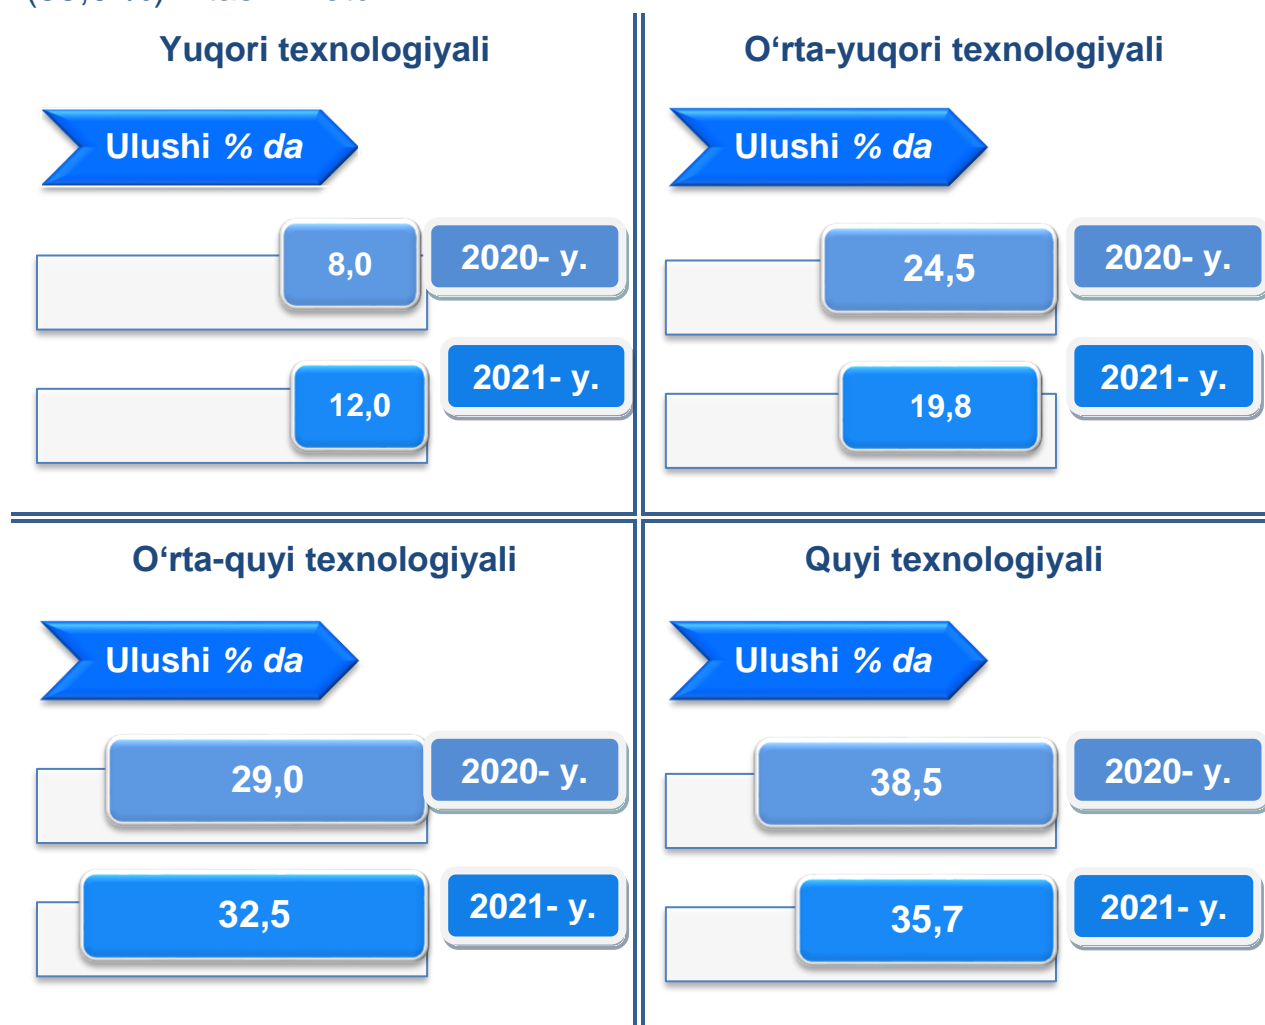 Yuqori texnologiyali
Ulushi % da
8,0
2020- y.
12,0
2021- y.
O‘rta-yuqori texnologiyali
Ulushi % da
24,5
2020- y.
19,8
2021- y.
O‘rta-quyi texnologiyali
Ulushi % da
29,0
2020- y.
32,5
2021- y.
Quyi texnologiyali
Ulushi % da
38,5
2020- y.
35,7
2021- y.